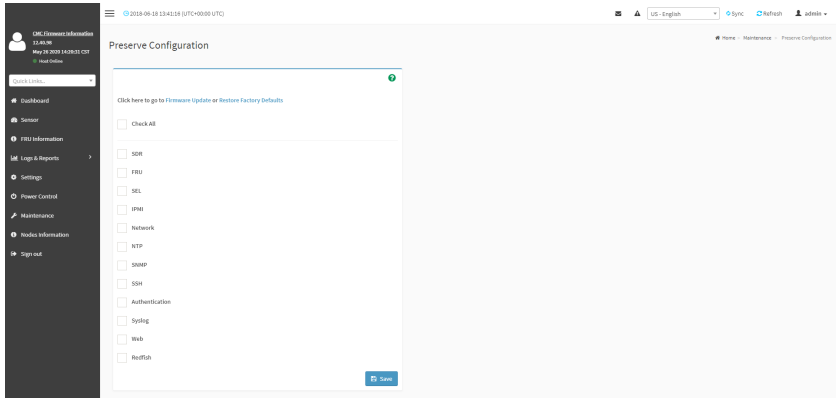 2018-06-18 13:41:16 (UTC+00:00 UTC)
US - English
Sync
Refresh
admin
CMC Firmware Information
12.49.06
May 26 2020 14:20:31 CST
Host Online
Quick Links...
Dashboard
Sensor
FRU Information
Logs & Reports
Settings
Power Control
Maintenance
Nodes Information
Sign out
Preserve Configuration
Home - Maintenance - Preserve Configuration
Click here to go to Firmware Update or Restore Factory Defaults
Check All
SDR
FRU
SEL
IPMI
Network
NTP
SNMP
SSH
Authentication
Syslog
Web
Redfish
Save